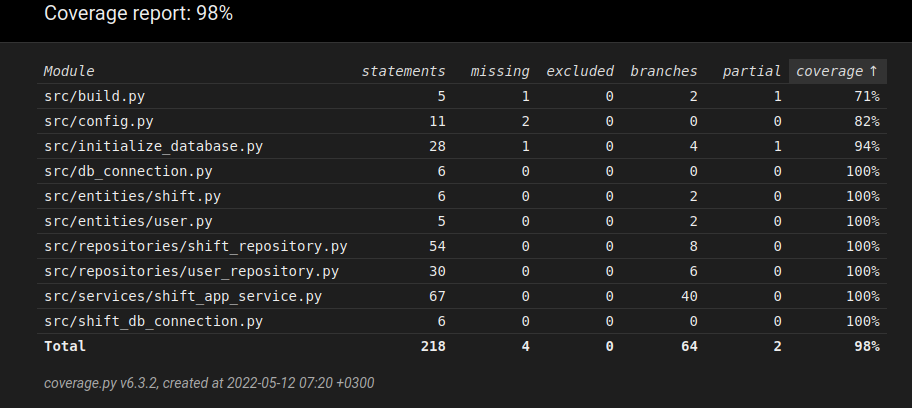 Coverage report: 98%
Module statements missing excluded branches partial coverage ↑
src/build.py 5 1 0 2 1 71%
src/config.py 11 2 0 0 0 82%
src/initialize_database.py 28 1 0 4 1 94%
src/db_connection.py 6 0 0 0 0 100%
src/entities/shift.py 6 0 0 2 0 100%
src/entities/user.py 5 0 0 2 0 100%
src/repositories/shift_repository.py 54 0 0 8 0 100%
src/repositories/user_repository.py 30 0 0 6 0 100%
src/services/shift_app_service.py 67 0 0 40 0 100%
src/shift_db_connection.py 6 0 0 0 0 100%
Total 218 4 0 64 2 98%
coverage.py v6.3.2, created at 2022-05-12 07:20 +0300